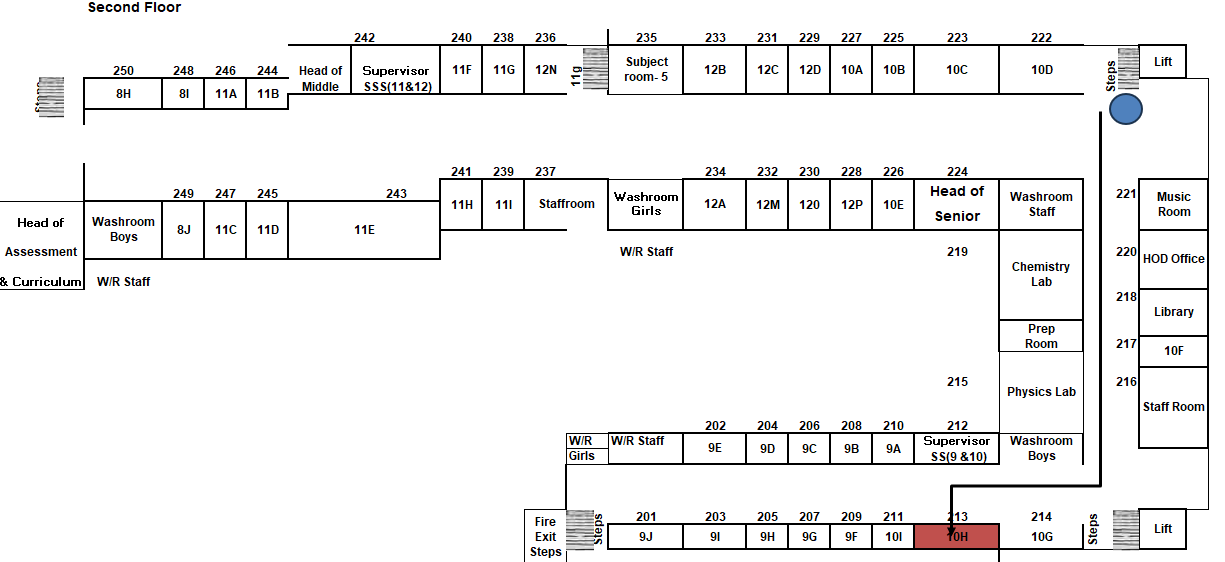 Second Floor
242 240 238 236 235 233 231 229 227 225 223 222
250 248 246 244
Head of Middle
Supervisor SSS(11&12)
11F 11G 12N
11g
Subject room- 5
12B 12C 12D 10A 10B 10C 10D
Steps
Lift
8H 8I 11A 11B
241 239 237 234 232 230 228 226 224
249 247 245 243
221
Head of Assessment & Curriculum
Washroom Boys
8J 11C 11D 11E
11H 11I Staffroom
Washroom Girls
12A 12M 120 12P 10E
Head of Senior
Washroom Staff
Music Room
W/R Staff
W/R Staff
219
Chemistry Lab
220
HOD Office
218
Library
Prep Room
217
10F
215
Physics Lab
216
Staff Room
202 204 206 208 210 212
W/R Girls
W/R Staff
9E 9D 9C 9B 9A
Supervisor SS(9 &10)
Washroom Boys
201 203 205 207 209 211 213 214
Fire Exit Steps
Steps
9J 9I 9H 9G 9F 10I 10H 10G
Steps
Lift